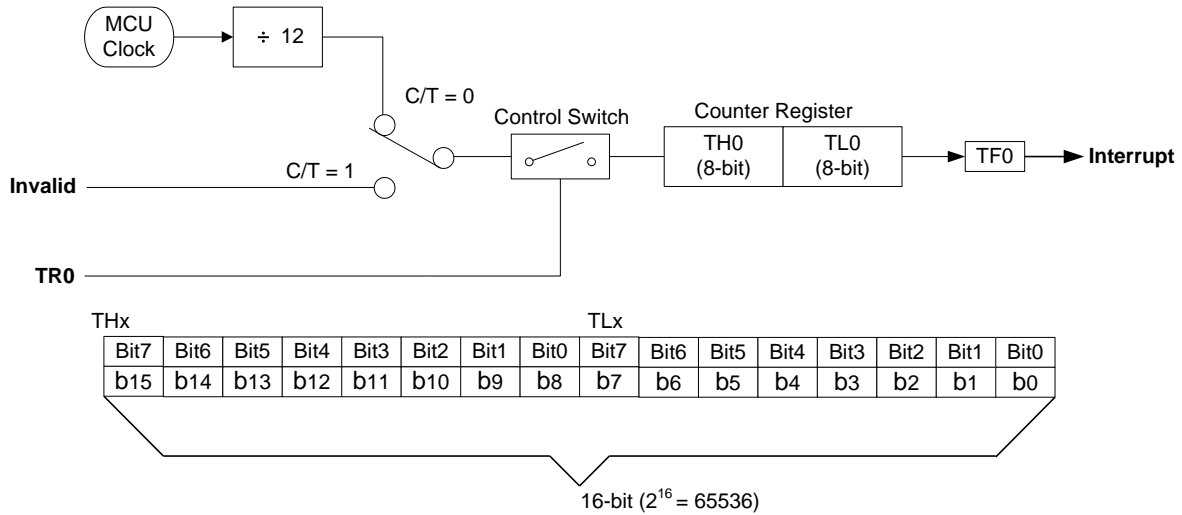 MCU
Clock
÷ 12
C/T = 0
Control Switch
Counter Register
TH0
(8-bit)
TL0
(8-bit)
TF0
Interrupt
C/T = 1
Invalid
TR0
THx
TLx
Bit7 Bit6 Bit5 Bit4 Bit3 Bit2 Bit1 Bit0 Bit7 Bit6 Bit5 Bit4 Bit3 Bit2 Bit1 Bit0
b15 b14 b13 b12 b11 b10 b9 b8 b7 b6 b5 b4 b3 b2 b1 b0
16-bit (2^16 = 65536)